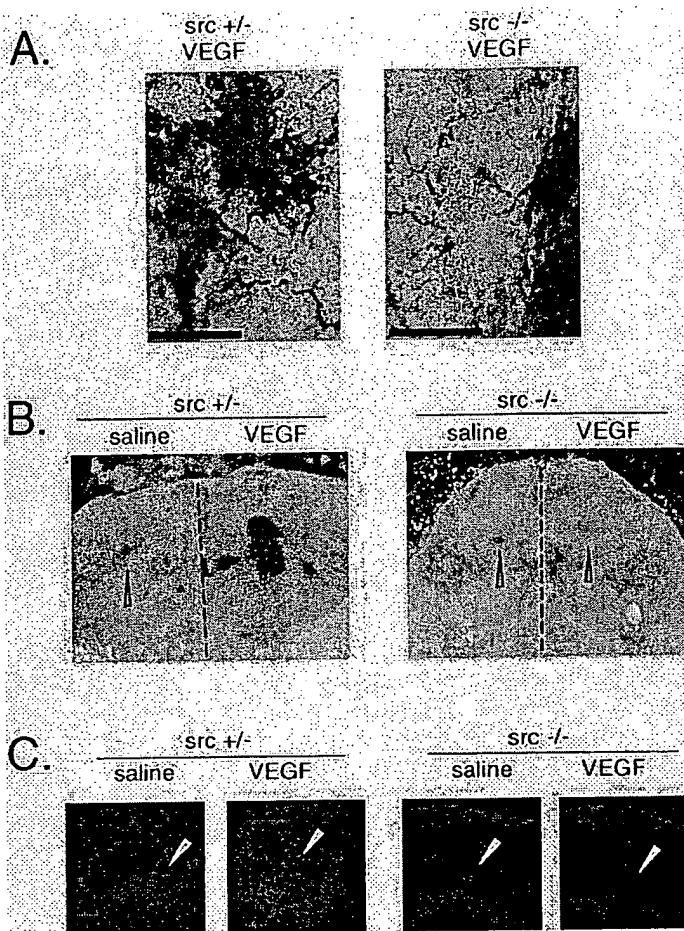 A.
src +/-
VEGF
src -/-
VEGF
B.
src +/-
src -/-
saline
VEGF
saline
VEGF
C.
src +/-
src -/-
saline
VEGF
saline
VEGF